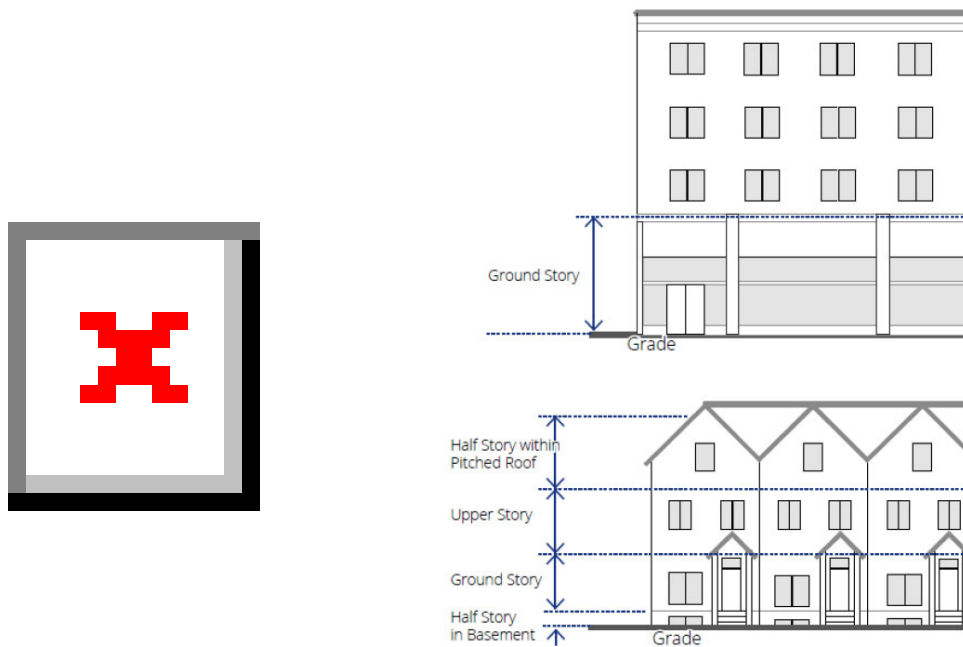 Ground Story
Grade
Half Story within
Pitched Roof
Upper Story
Ground Story
Half Story
in Basement
Grade